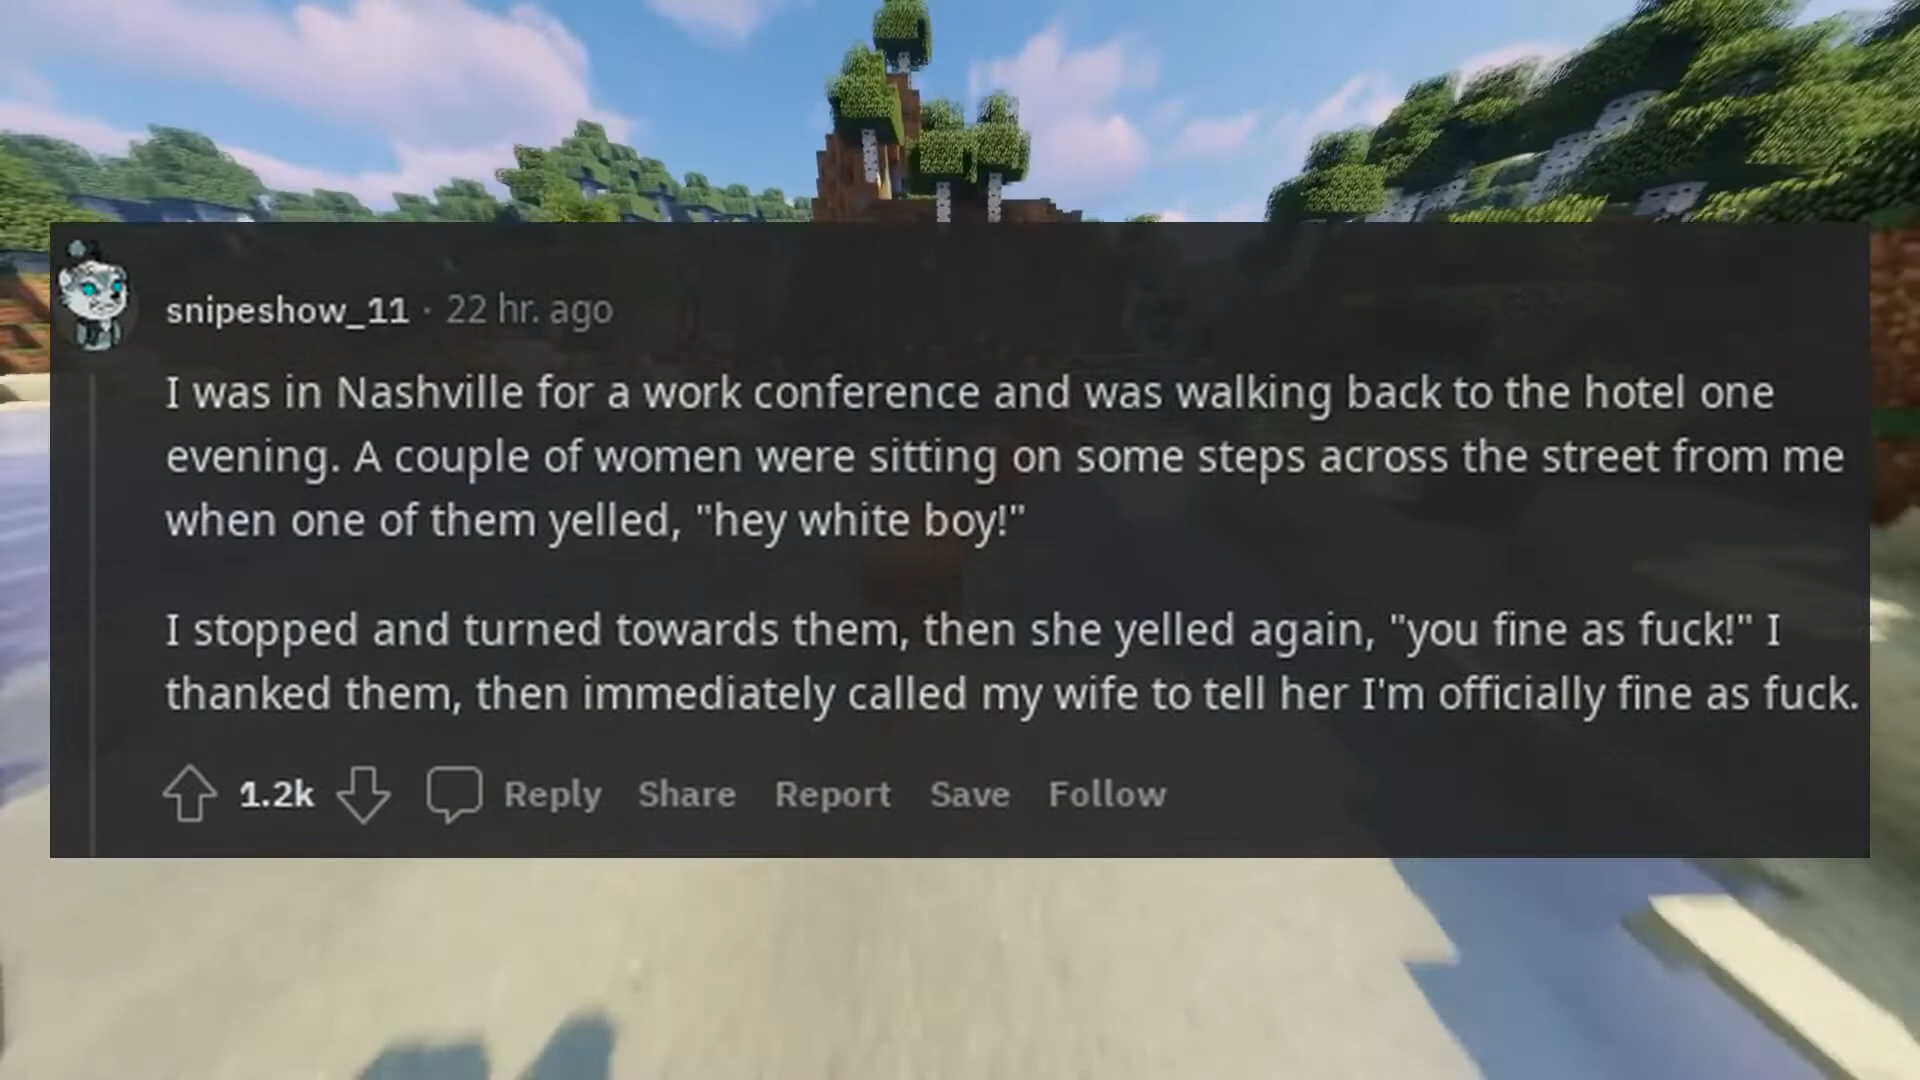 snipeshow_11 · 22 hr. ago
I was in Nashville for a work conference and was walking back to the hotel one
evening. A couple of women were sitting on some steps across the street from me
when one of them yelled, "hey white boy!"
I stopped and turned towards them, then she yelled again, "you fine as fuck!" I
thanked them, then immediately called my wife to tell her I'm officially fine as fuck.
1.2k Reply Share Report Save Follow